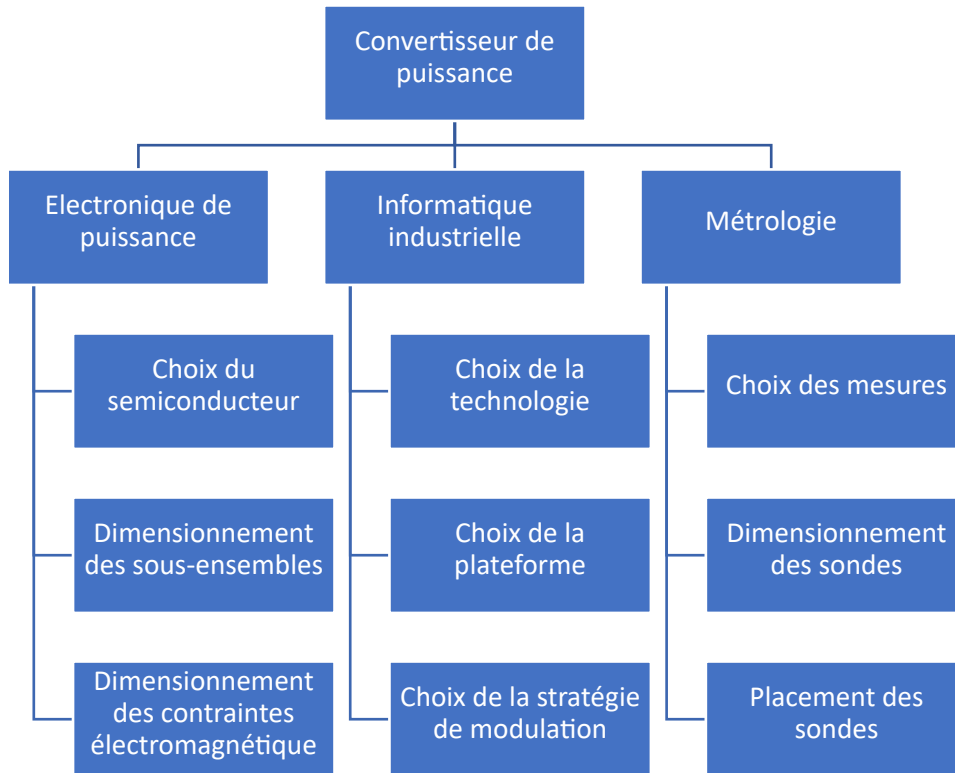 Convertisseur de
puissance
Electronique de
puissance
Informatique
industrielle
Métrologie
Choix du
semiconducteur
Choix de la
technologie
Choix des mesures
Dimensionnement
des sous-ensembles
Choix de la
plateforme
Dimensionnement
des sondes
Dimensionnement
des contraintes
électromagnétique
Choix de la stratégie
de modulation
Placement des
sondes